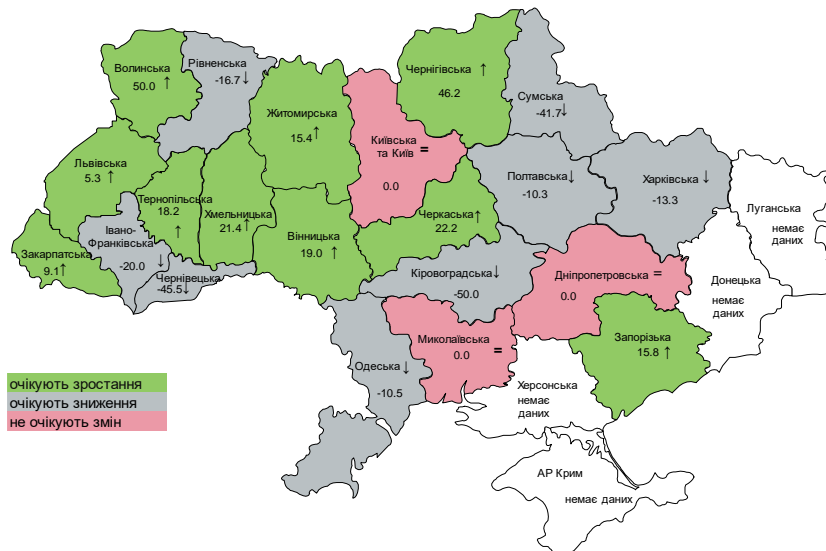 Волинська
50.0 ↑
Рівненська
-16.7 ↓
Житомирська
15.4 ↑
Київська
та Київ =
0.0
Чернігівська ↑
46.2
Сумська
-41.7 ↓
Львівська
5.3 ↑
Тернопільська
18.2
↑
Хмельницька
21.4 ↑
Вінницька
19.0 ↑
Черкаська ↑
22.2
Полтавська ↓
-10.3
Харківська ↓
-13.3
Луганська
немає
даних
Закарпатська
9.1 ↑
Івано-
Франківська
-20.0 ↓
Чернівецька
-45.5 ↓
Кіровоградська ↓
-50.0
Дніпропетровська =
0.0
Донецька
немає
даних
Одеська ↓
-10.5
Миколаївська
0.0 =
Запорізька
15.8 ↑
Херсонська
немає
даних
АР Крим
немає даних
очікують зростання
очікують зниження
не очікують змін